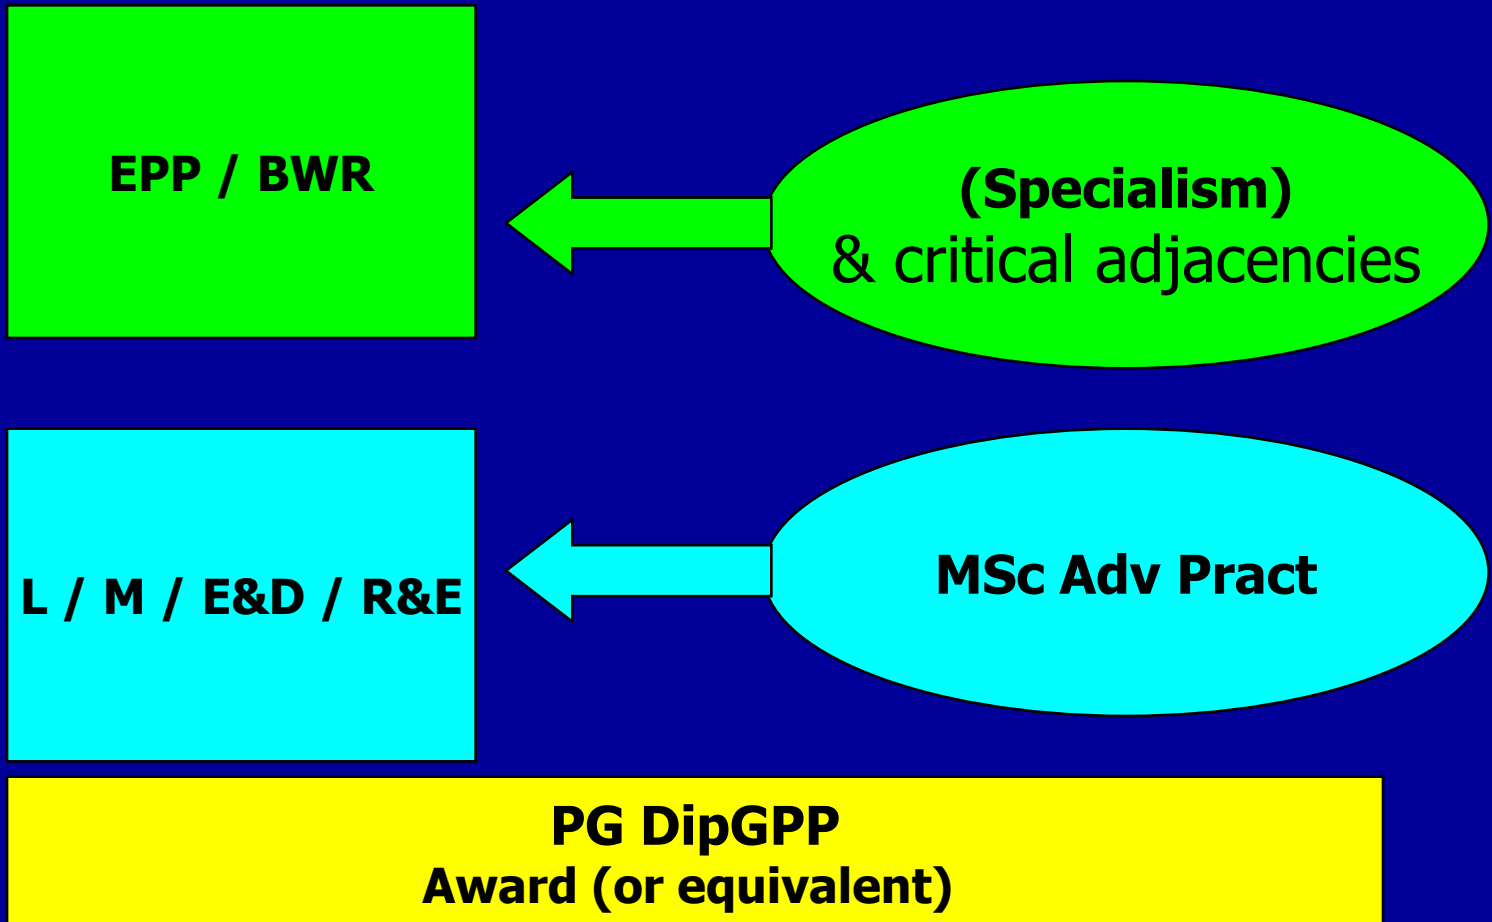 EPP / BWR
(Specialism)
& critical adjacencies
L / M / E&D / R&E
MSc Adv Pract
PG DipGPP
Award (or equivalent)